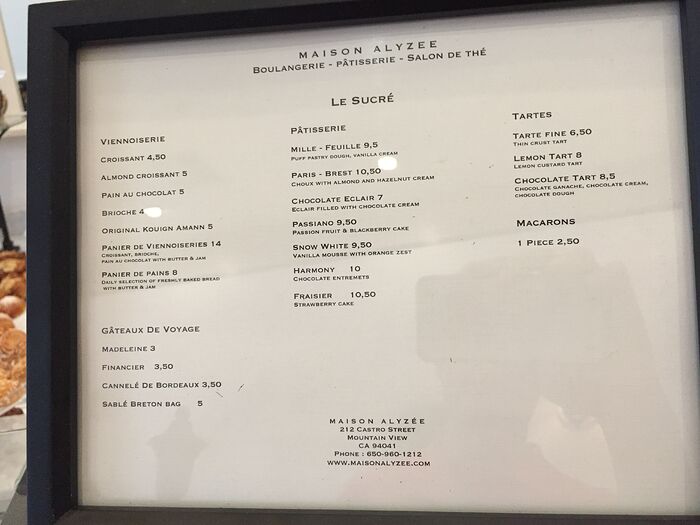 MAISON ALYZEE
BOULANGERIE - PÂTISSERIE - SALON DE THÉ
LE SUCRÉ
VIENNOISERIE
CROISSANT 4,50
ALMOND CROISSANT 5
PAIN AU CHOCOLAT 5
BRIOCHE 4
ORIGINAL KOUIGN AMANN 5
PANIER DE VIENNOISERIES 14
CROISSANT, BRIOCHE,
PAIN AU CHOCOLAT WITH BUTTER & JAM
PANIER DE PAINS 8
DAILY SELECTION OF FRESHLY BAKED BREAD
WITH BUTTER & JAM
GÂTEAUX DE VOYAGE
MADELEINE 3
FINANCIER 3,50
CANNELÉ DE BORDEAUX 3,50
SABLÉ BRETON BAG 5
PÂTISSERIE
MILLE - FEUILLE 9,5
PUFF PASTRY DOUGH, VANILLA CREAM
PARIS - BREST 10,50
CHOUX WITH ALMOND AND HAZELNUT CREAM
CHOCOLATE ECLAIR 7
ECLAIR FILLED WITH CHOCOLATE CREAM
PASSIANO 9,50
PASSION FRUIT & BLACKBERRY CAKE
SNOW WHITE 9,50
VANILLA MOUSSE WITH ORANGE ZEST
HARMONY 10
CHOCOLATE ENTREMETS
FRAISIER 10,50
STRAWBERRY CAKE
TARTES
TARTE FINE 6,50
THIN CRUST TART
LEMON TART 8
LEMON CUSTARD TART
CHOCOLATE TART 8,5
CHOCOLATE GANACHE, CHOCOLATE CREAM,
CHOCOLATE DOUGH
MACARONS
1 PIECE 2,50
MAISON ALYZÉE
212 CASTRO STREET
MOUNTAIN VIEW
CA 94041
PHONE : 650-960-1212
WWW.MAISONALYZEE.COM